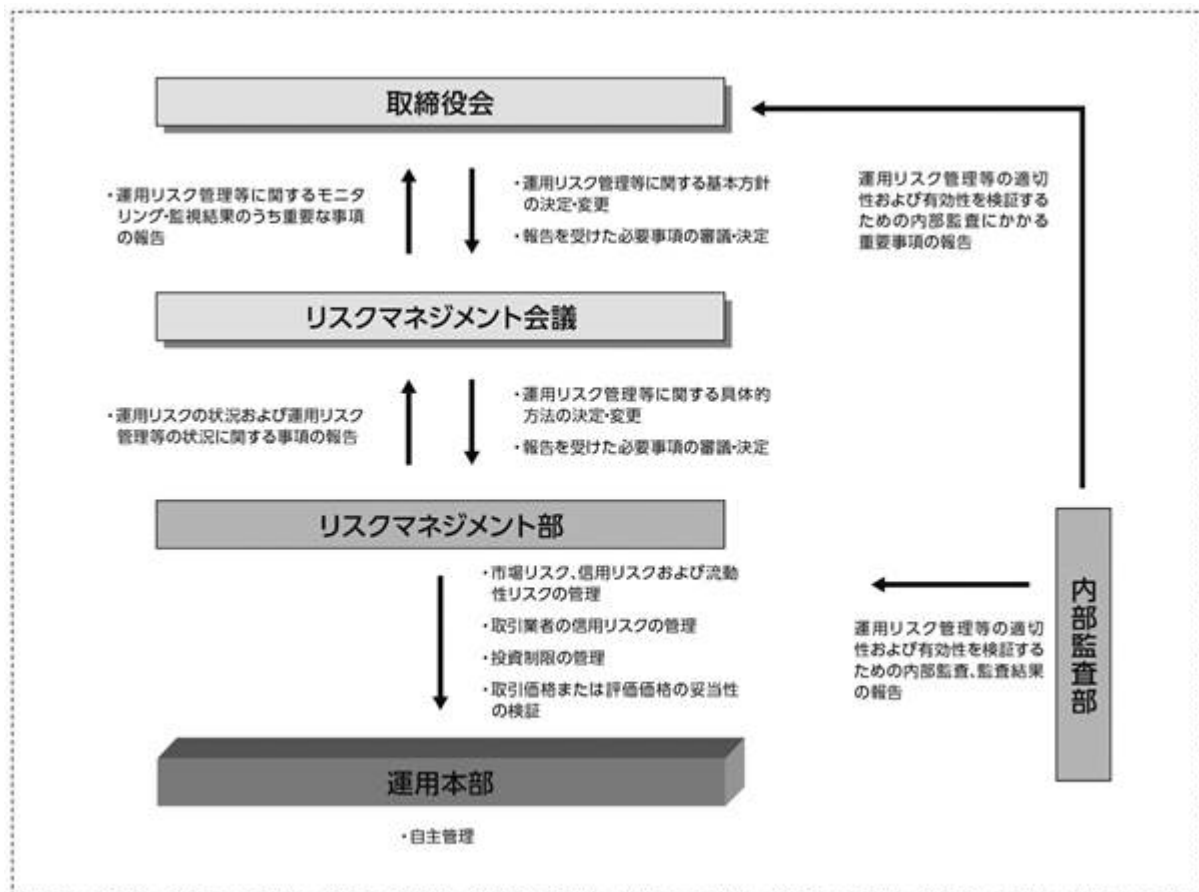 取締役会
・運用リスク管理等に関するモニタ
リング・監視結果のうち重要な事項
の報告
・運用リスク管理等に関する基本方針
の決定・変更
・報告を受けた必要事項の審議・決定
運用リスク管理等の適切
性および有効性を検証する
ための内部監査にかかる
重要事項の報告
リスクマネジメント会議
・運用リスクの状況および運用リスク
管理等の状況に関する事項の報告
・運用リスク管理等に関する具体的
方法の決定・変更
・報告を受けた必要事項の審議・決定
リスクマネジメント部
・市場リスク、信用リスクおよび流動
性リスクの管理
・取引業者の信用リスクの管理
・投資制限の管理
・取引価格または評価価格の妥当性
の検証
運用リスク管理等の適切
性および有効性を検証する
ための内部監査、監査結果
の報告
内部監査部
運用本部
・自主管理